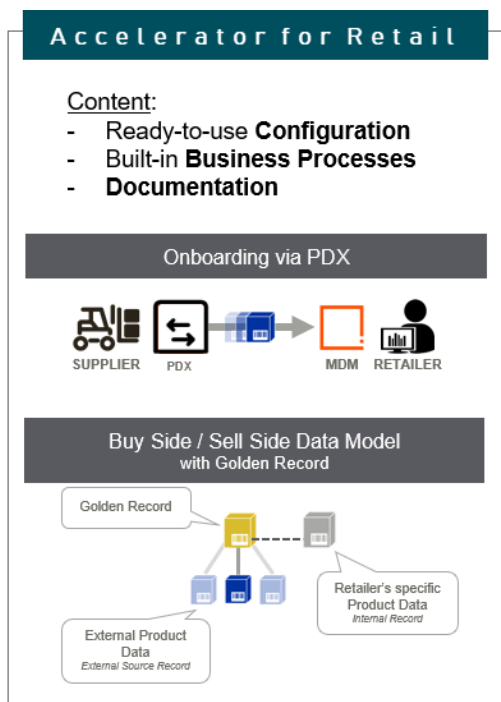 Accelerator for Retail
Content:
- Ready-to-use Configuration
- Built-in Business Processes
- Documentation
Onboarding via PDX
SUPPLIER PDX MDM RETAILER
Buy Side / Sell Side Data Model
with Golden Record
Golden Record
Retailer's specific
Product Data
Internal Record
External Product
Data
External Source Record